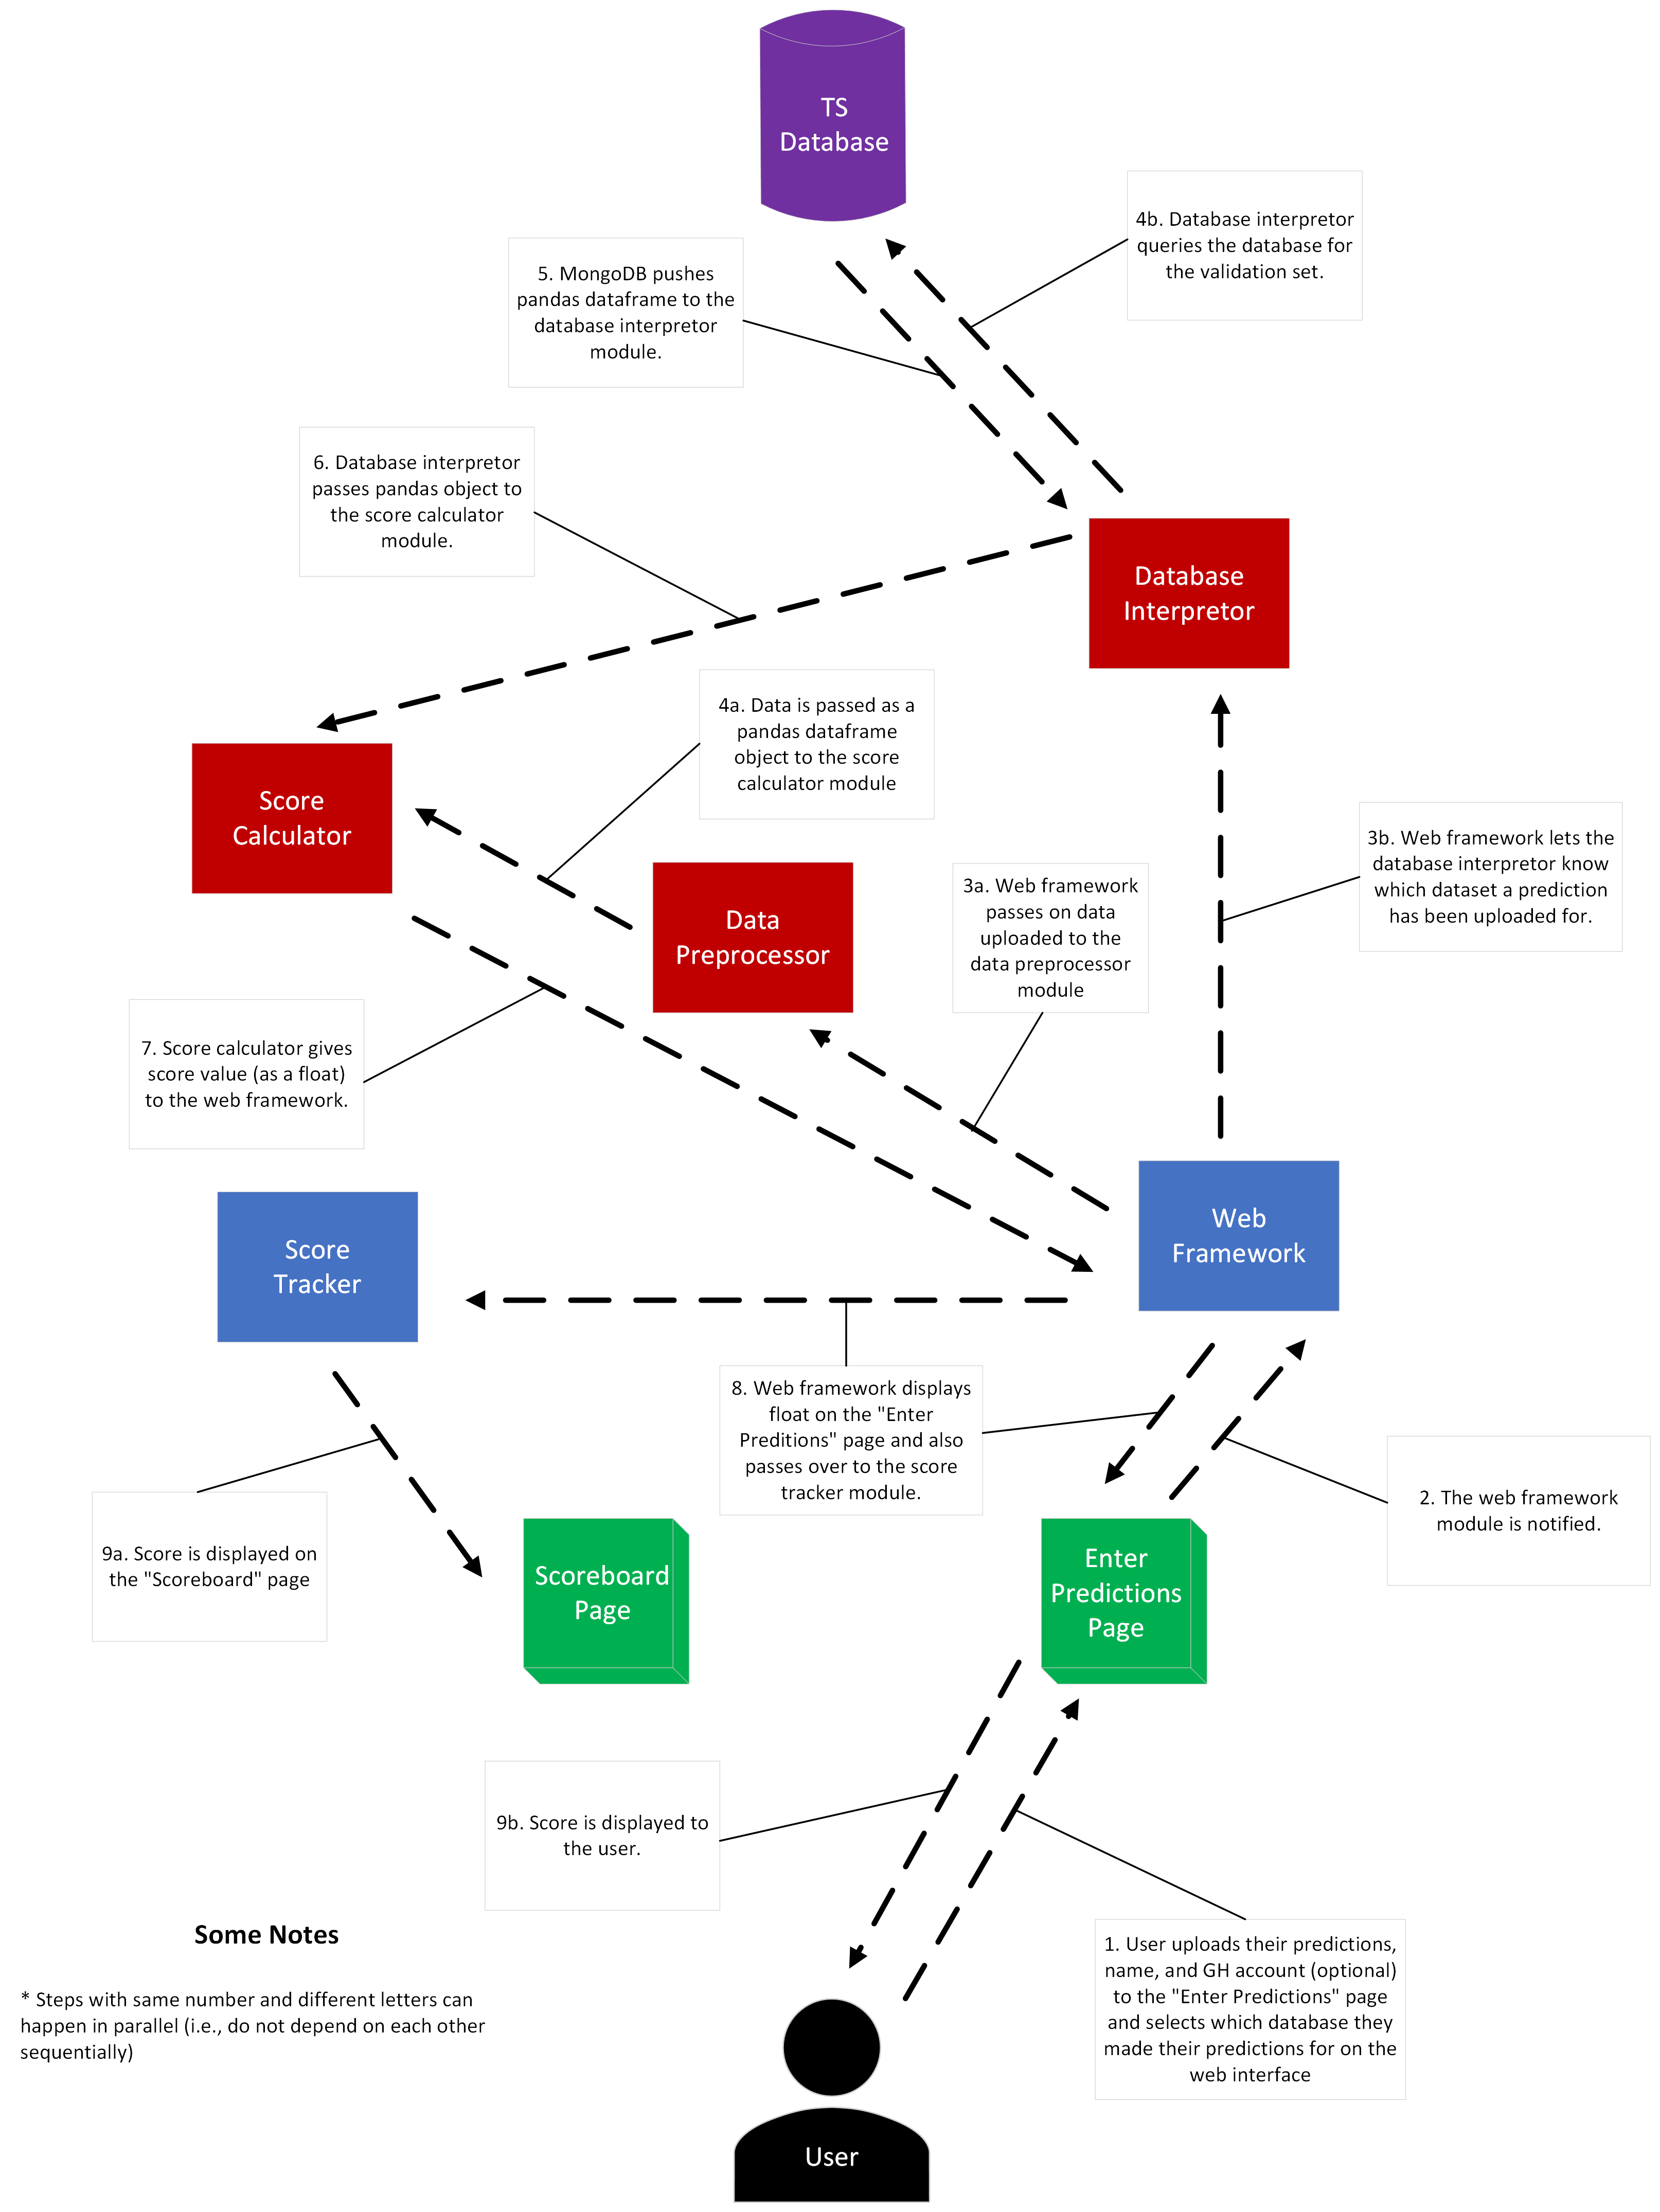 TS
Database
4b. Database interpretor
queries the database for
the validation set.
5. MongoDB pushes
pandas dataframe to the
database interpretor
module.
6. Database interpretor
passes pandas object to
the score calculator
module.
Database
Interpretor
4a. Data is passed as a
pandas dataframe
object to the score
calculator module
Score
Calculator
3b. Web framework lets the
database interpretor know
which dataset a prediction
has been uploaded for.
Data
Preprocessor
3a. Web framework
passes on data
uploaded to the
data preprocessor
module
7. Score calculator gives
score value (as a float)
to the web framework.
Web
Framework
Score
Tracker
8. Web framework displays
float on the "Enter
Preditions" page and also
passes over to the score
tracker module.
2. The web framework
module is notified.
9a. Score is displayed on
the "Scoreboard" page
Scoreboard
Page
Enter
Predictions
Page
9b. Score is displayed to
the user.
1. User uploads their predictions,
name, and GH account (optional)
to the "Enter Predictions" page
and selects which database they
made their predictions for on the
web interface
Some Notes
* Steps with same number and different letters can
happen in parallel (i.e., do not depend on each other
sequentially)
User